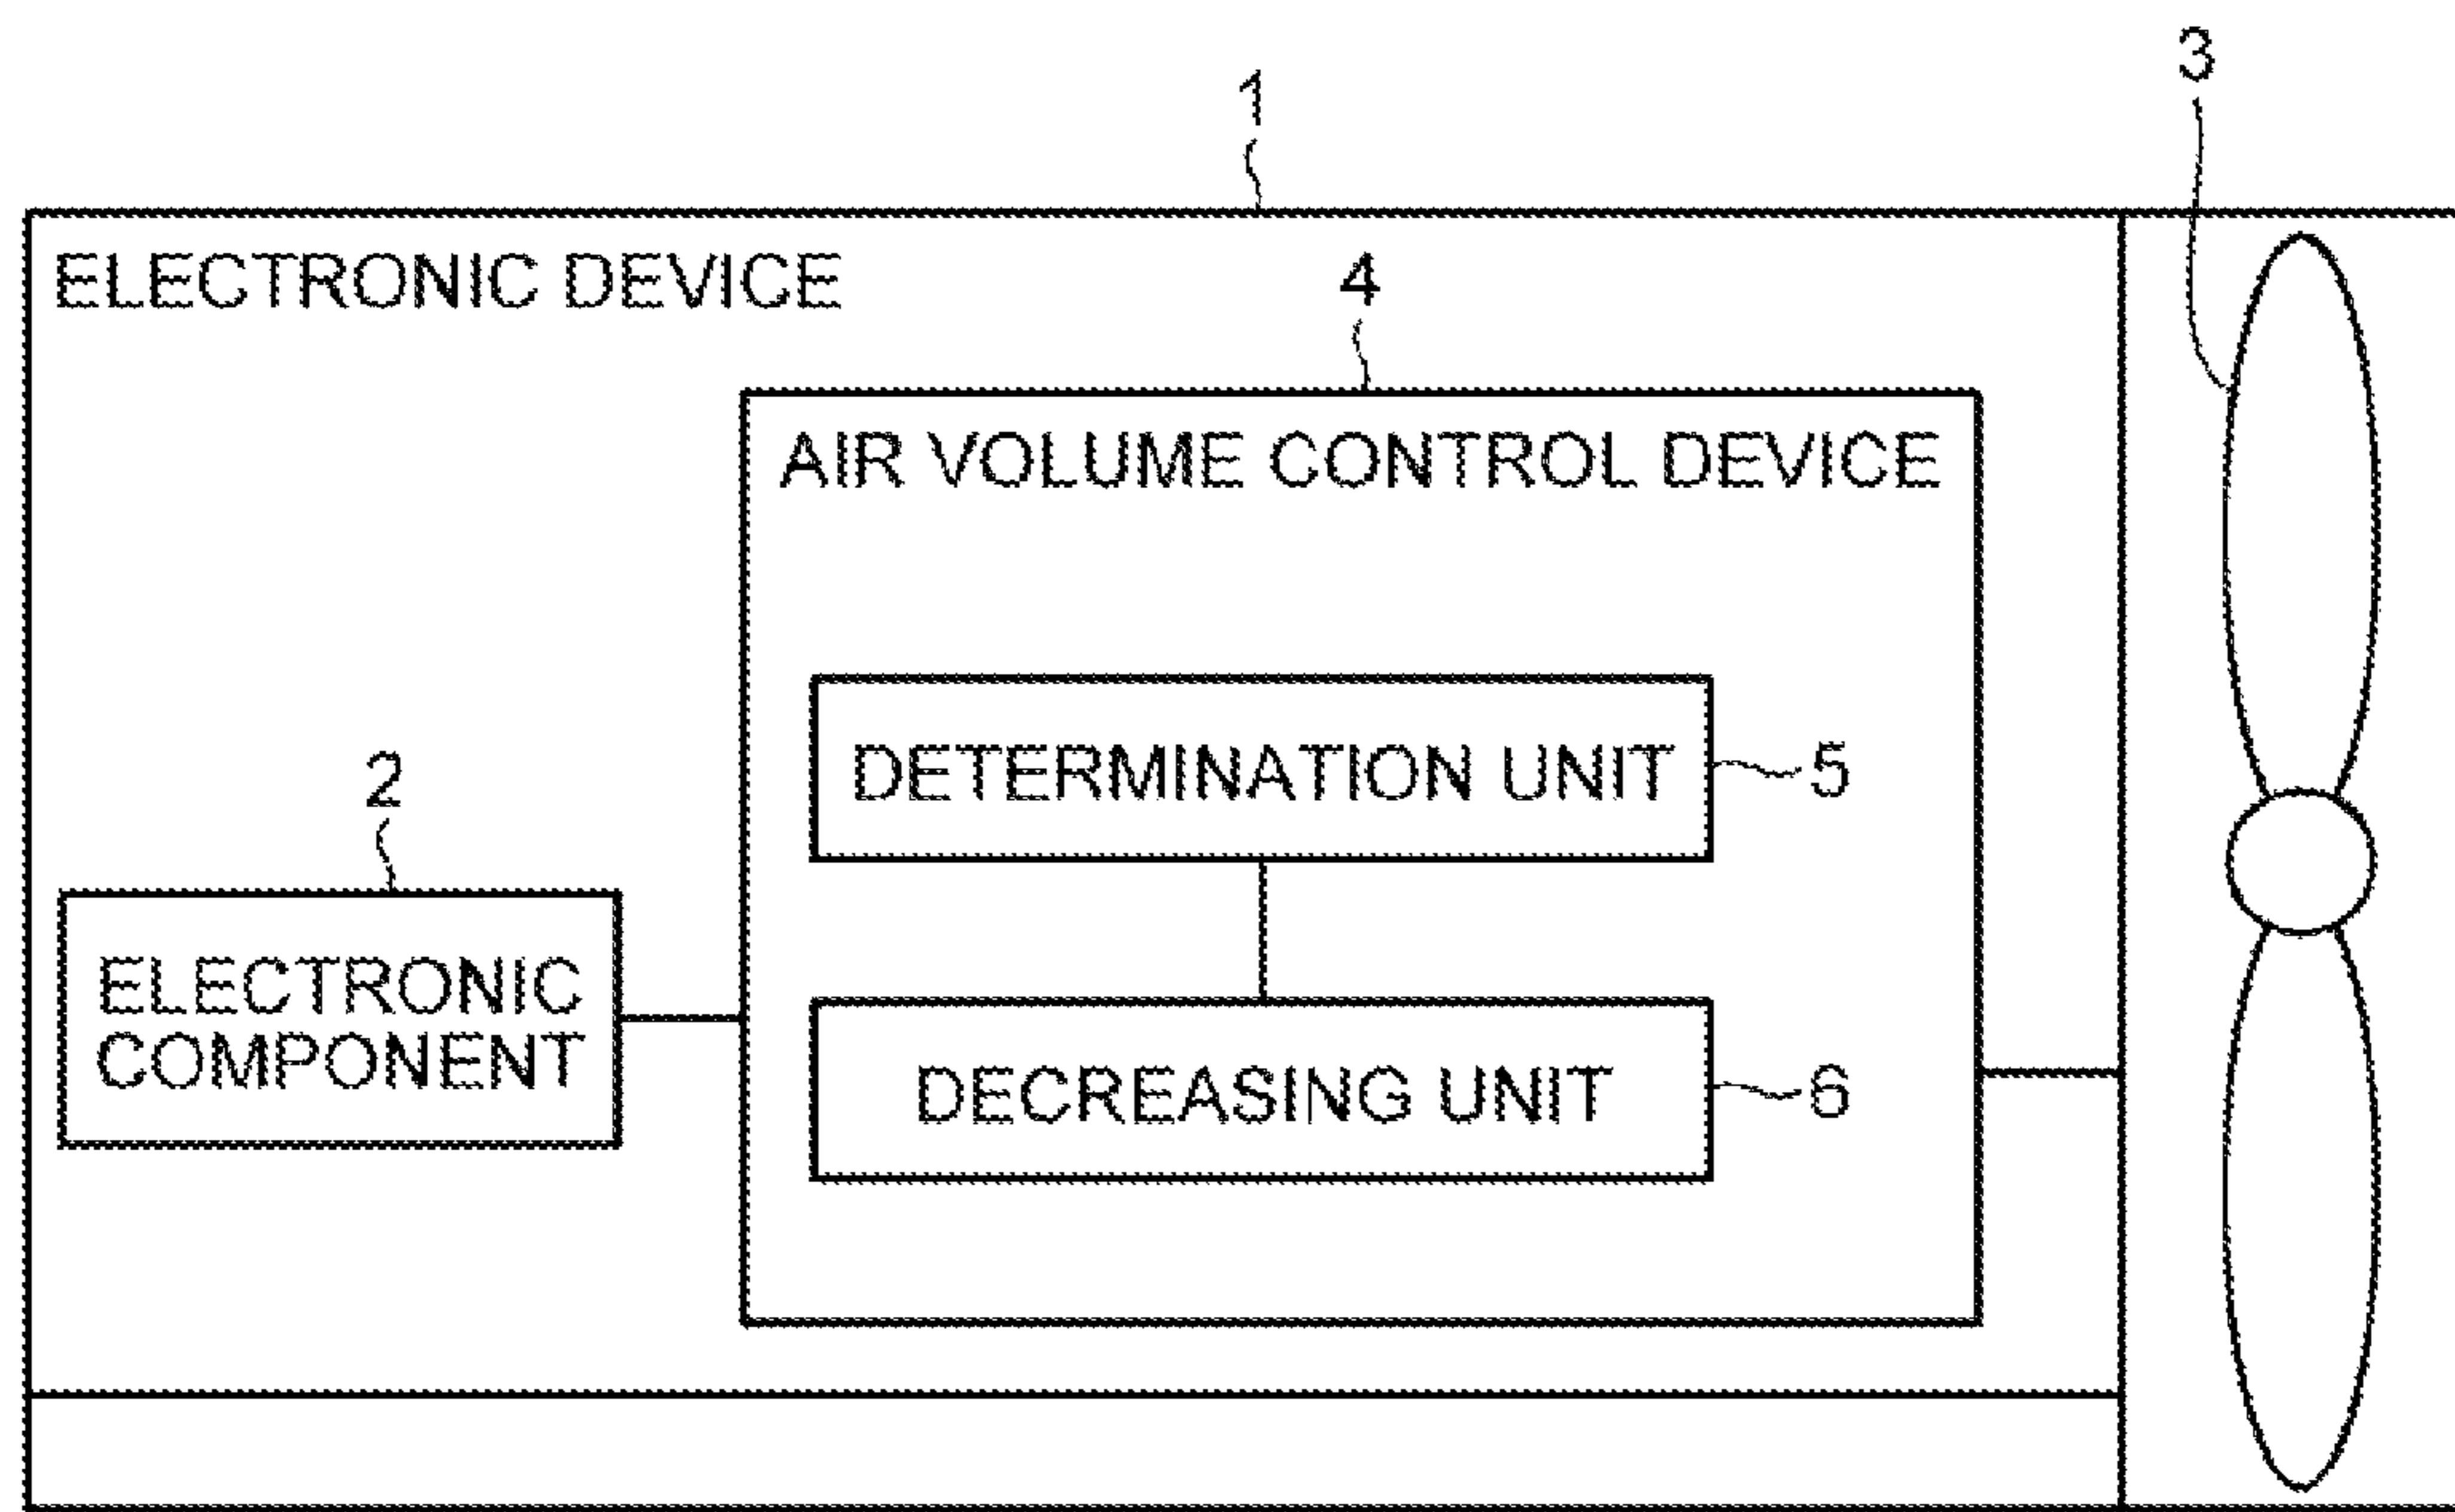 1
3
ELECTRONIC DEVICE
4
AIR VOLUME CONTROL DEVICE
DETERMINATION UNIT
5
2
ELECTRONIC
COMPONENT
DECREASING UNIT
6